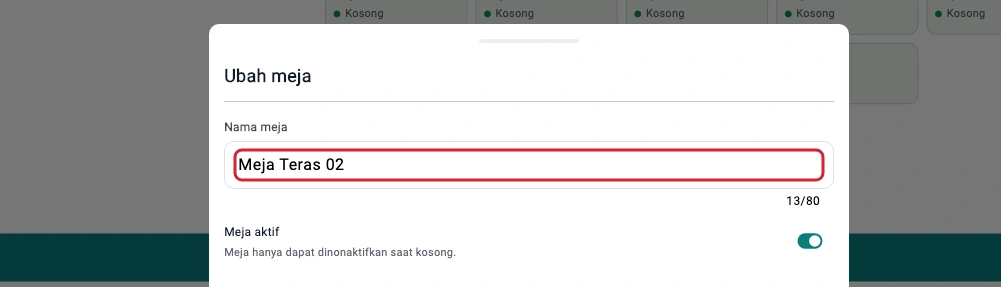 Kosong Kosong Kosong Kosong Kosong
Ubah meja
Nama meja
Meja Teras 02
13/80
Meja aktif
Meja hanya dapat dinonaktifkan saat kosong.